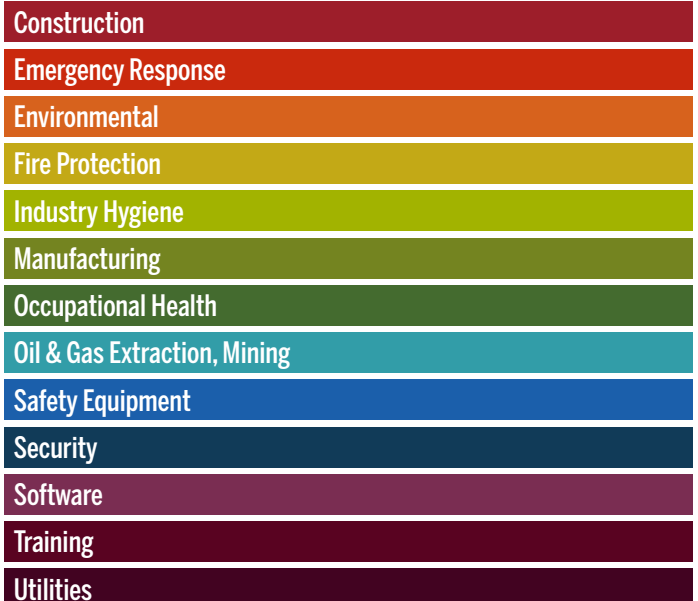 Construction
Emergency Response
Environmental
Fire Protection
Industry Hygiene
Manufacturing
Occupational Health
Oil & Gas Extraction, Mining
Safety Equipment
Security
Software
Training
Utilities